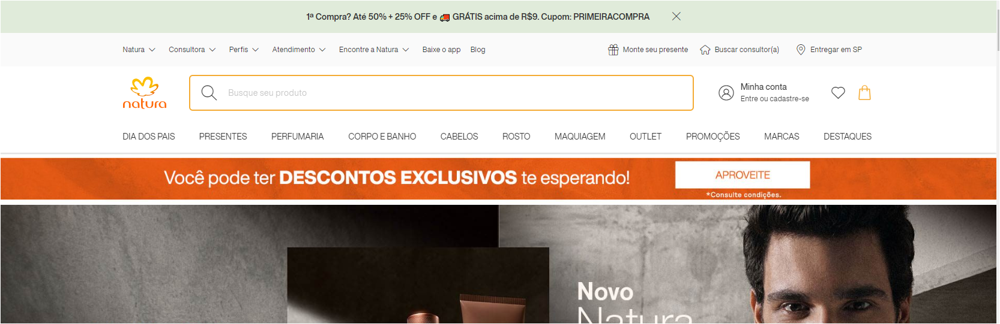 1ª Compra? Até 50% + 25% OFF e 🚚 GRÁTIS acima de R$9. Cupom: PRIMEIRACOMPRA
Natura Consultora Perfis Atendimento Encontre a Natura Baixe o app Blog Monte seu presente Buscar consultor(a) Entregar em SP
natura
Busque seu produto
Minha conta
Entre ou cadastre-se
DIA DOS PAIS PRESENTES PERFUMARIA CORPO E BANHO CABELOS ROSTO MAQUIAGEM OUTLET PROMOÇÕES MARCAS DESTAQUES
Você pode ter DESCONTOS EXCLUSIVOS te esperando!
APROVEITE
*Consulte condições.
Novo
Natura